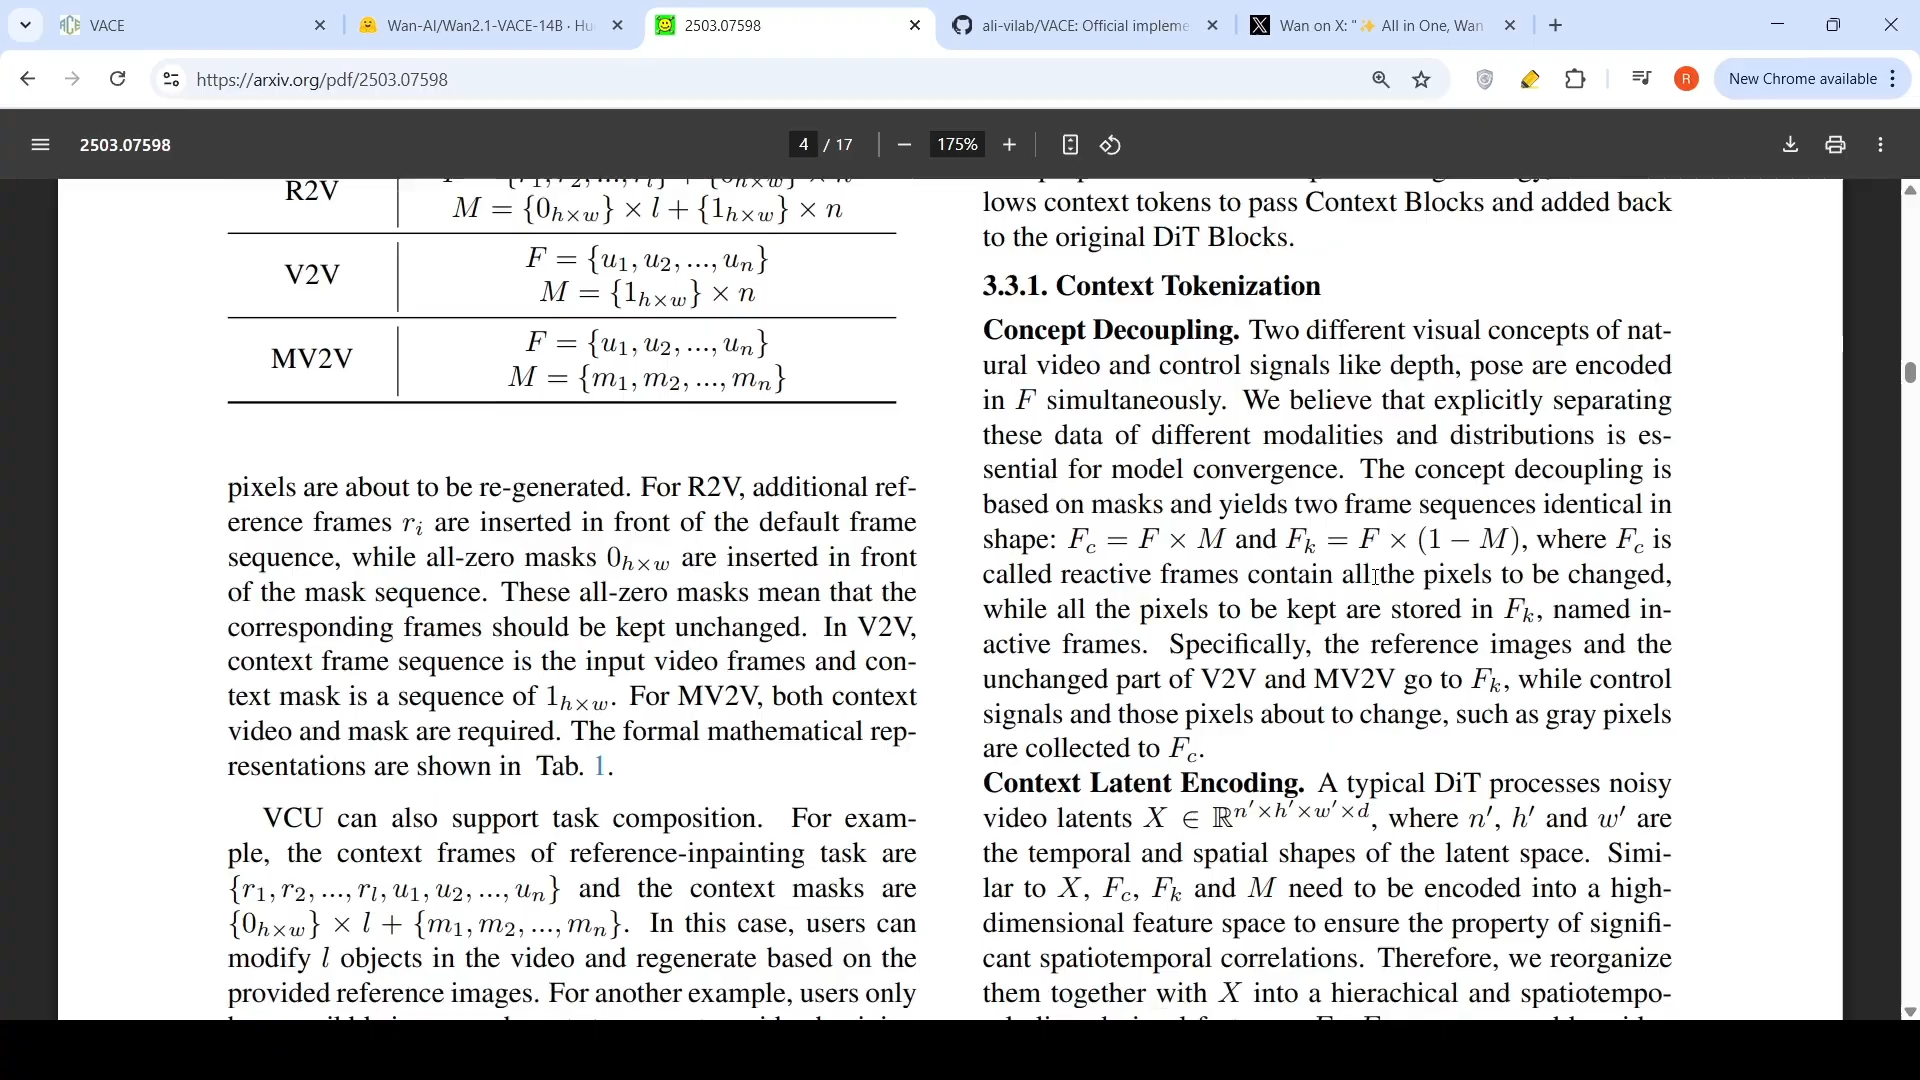 VACE
Wan-AI/Wan2.1-VACE-14B · Hu
2503.07598
ali-vilab/VACE: Official impleme
Wan on X: "✨ All in One, Wan
https://arxiv.org/pdf/2503.07598
R
New Chrome available
2503.07598
4 / 17
175%
R2V
M = {0h×w} × l + {1h×w} × n
V2V
F = {u1, u2, ..., un}
M = {1h×w} × n
MV2V
F = {u1, u2, ..., un}
M = {m1, m2, ..., mn}
pixels are about to be re-generated. For R2V, additional ref-
erence frames ri are inserted in front of the default frame
sequence, while all-zero masks 0h×w are inserted in front
of the mask sequence. These all-zero masks mean that the
corresponding frames should be kept unchanged. In V2V,
context frame sequence is the input video frames and con-
text mask is a sequence of 1h×w. For MV2V, both context
video and mask are required. The formal mathematical rep-
resentations are shown in Tab. 1.
VCU can also support task composition. For exam-
ple, the context frames of reference-inpainting task are
{r1, r2, ..., rl, u1, u2, ..., un} and the context masks are
{0h×w} × l + {m1, m2, ..., mn}. In this case, users can
modify l objects in the video and regenerate based on the
provided reference images. For another example, users only
lows context tokens to pass Context Blocks and added back
to the original DiT Blocks.
3.3.1. Context Tokenization
Concept Decoupling. Two different visual concepts of nat-
ural video and control signals like depth, pose are encoded
in F simultaneously. We believe that explicitly separating
these data of different modalities and distributions is es-
sential for model convergence. The concept decoupling is
based on masks and yields two frame sequences identical in
shape: Fc = F × M and Fk = F × (1 − M), where Fc is
called reactive frames contain all the pixels to be changed,
while all the pixels to be kept are stored in Fk, named in-
active frames. Specifically, the reference images and the
unchanged part of V2V and MV2V go to Fk, while control
signals and those pixels about to change, such as gray pixels
are collected to Fc.
Context Latent Encoding. A typical DiT processes noisy
video latents X ∈ ℝn′×h′×w′×d, where n′, h′ and w′ are
the temporal and spatial shapes of the latent space. Simi-
lar to X, Fc, Fk and M need to be encoded into a high-
dimensional feature space to ensure the property of signifi-
cant spatiotemporal correlations. Therefore, we reorganize
them together with X into a hierachical and spatiotempo-